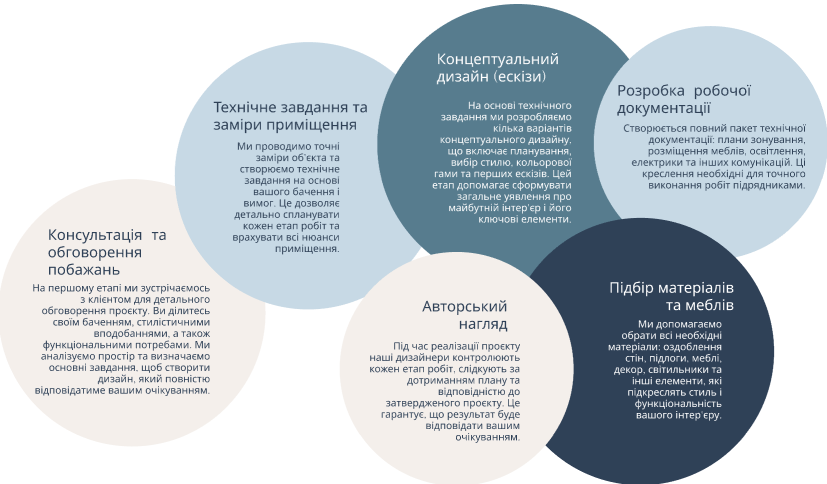 Консультація та
обговорення
побажань
На першому етапі ми зустрічаємось
з клієнтом для детального
обговорення проєкту. Ви ділитесь
своїм баченням, стилістичними
вподобаннями, а також
функціональними потребами. Ми
аналізуємо простір та визначаємо
основні завдання, щоб створити
дизайн, який повністю
відповідатиме вашим очікуванням.
Технічне завдання та
заміри приміщення
Ми проводимо точні
заміри об'єкта та
створюємо технічне
завдання на основі
вашого бачення і
вимог. Це дозволяє
детально спланувати
кожен етап робіт та
врахувати всі нюанси
приміщення.
Концептуальний
дизайн (ескізи)
На основі технічного
завдання ми розробляємо
кілька варіантів
концептуального дизайну,
що включає планування,
вибір стилю, кольорової
гами та перших ескізів. Цей
етап допомагає сформувати
загальне уявлення про
майбутній інтер'єр і його
ключові елементи.
Розробка робочої
документації
Створюється повний пакет технічної
документації: плани зонування,
розміщення меблів, освітлення,
електрики та інших комунікацій. Ці
креслення необхідні для точного
виконання робіт підрядниками.
Підбір матеріалів
та меблів
Ми допомагаємо
обрати всі необхідні
матеріали: оздоблення
стін, підлоги, меблі,
декор, світильники та
інші елементи, які
підкреслять стиль і
функціональність
вашого інтер'єру.
Авторський
нагляд
Під час реалізації проєкту
наші дизайнери контролюють
кожен етап робіт, слідкують за
дотриманням плану та
відповідністю до
затвердженого проєкту. Це
гарантує, що результат буде
відповідати вашим
очікуванням.